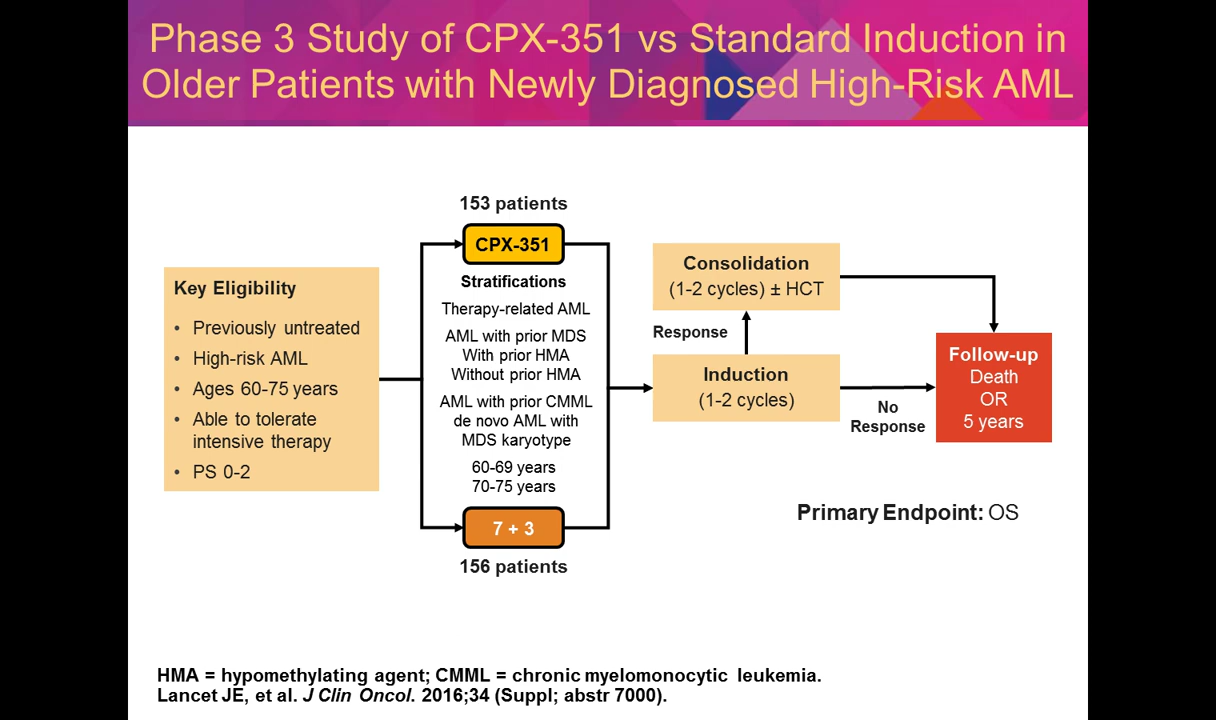 Phase 3 Study of CPX-351 vs Standard Induction in
Older Patients with Newly Diagnosed High-Risk AML
Key Eligibility
• Previously untreated
• High-risk AML
• Ages 60-75 years
• Able to tolerate
intensive therapy
• PS 0-2
153 patients
CPX-351
Stratifications
Therapy-related AML
AML with prior MDS
With prior HMA
Without prior HMA
AML with prior CMML
de novo AML with
MDS karyotype
60-69 years
70-75 years
7 + 3
156 patients
Consolidation
(1-2 cycles) ± HCT
Response
Induction
(1-2 cycles)
No
Response
Follow-up
Death
OR
5 years
Primary Endpoint: OS
HMA = hypomethylating agent; CMML = chronic myelomonocytic leukemia.
Lancet JE, et al. J Clin Oncol. 2016;34 (Suppl; abstr 7000).